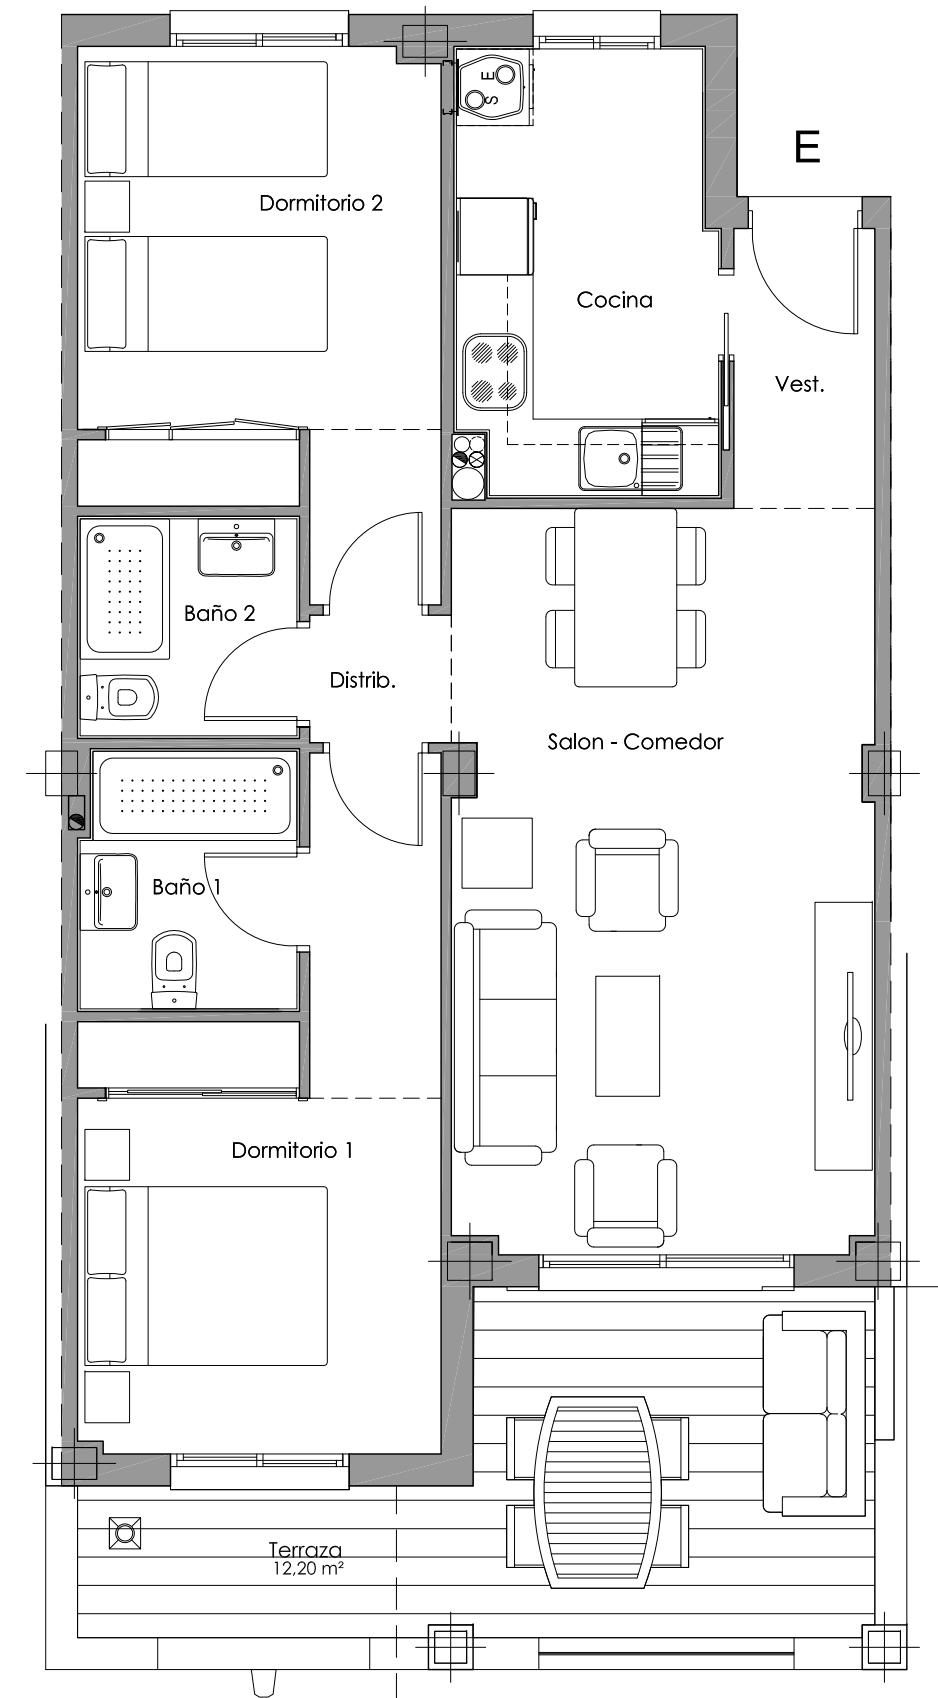 E
S
E
Dormitorio 2
Cocina
Vest.
Baño 2
Distrib.
Salon - Comedor
Baño 1
Dormitorio 1
Terraza
12,20 m²